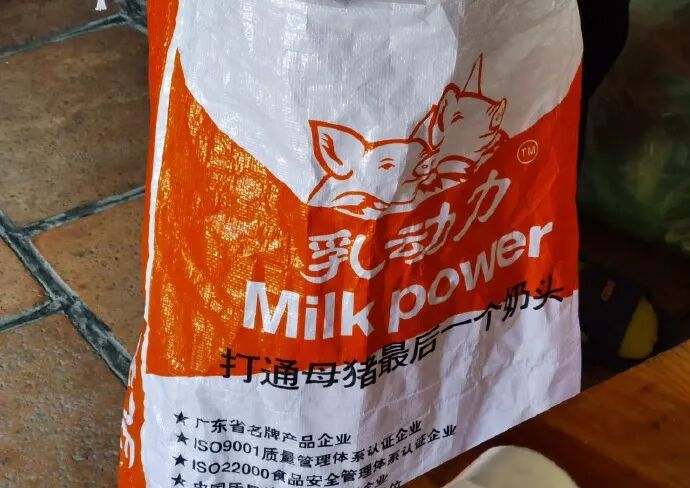 TM
乳动力
Milk power
打通母猪最后一个奶头
★广东省名牌产品企业
★ISO9001质量管理体系认证企业
★ISO22000食品安全管理体系认证企业